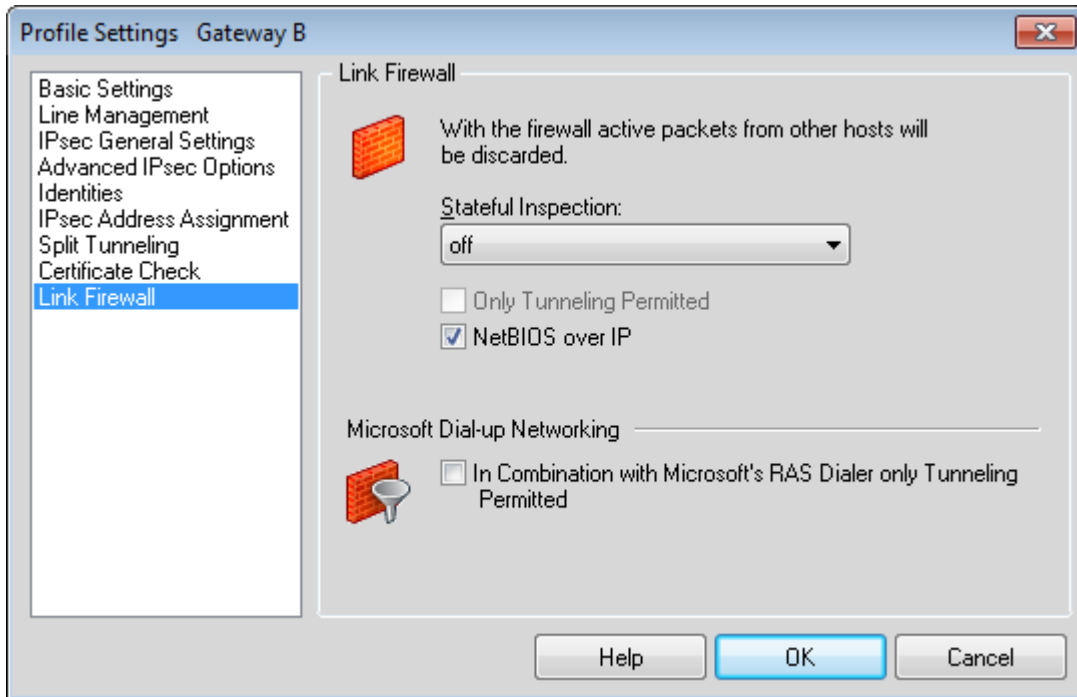 Profile Settings   Gateway B
Basic Settings
Line Management
IPsec General Settings
Advanced IPsec Options
Identities
IPsec Address Assignment
Split Tunneling
Certificate Check
Link Firewall
Link Firewall
With the firewall active packets from other hosts will
be discarded.
Stateful Inspection:
off
Only Tunneling Permitted
NetBIOS over IP
Microsoft Dial-up Networking
In Combination with Microsoft's RAS Dialer only Tunneling
Permitted
Help
OK
Cancel